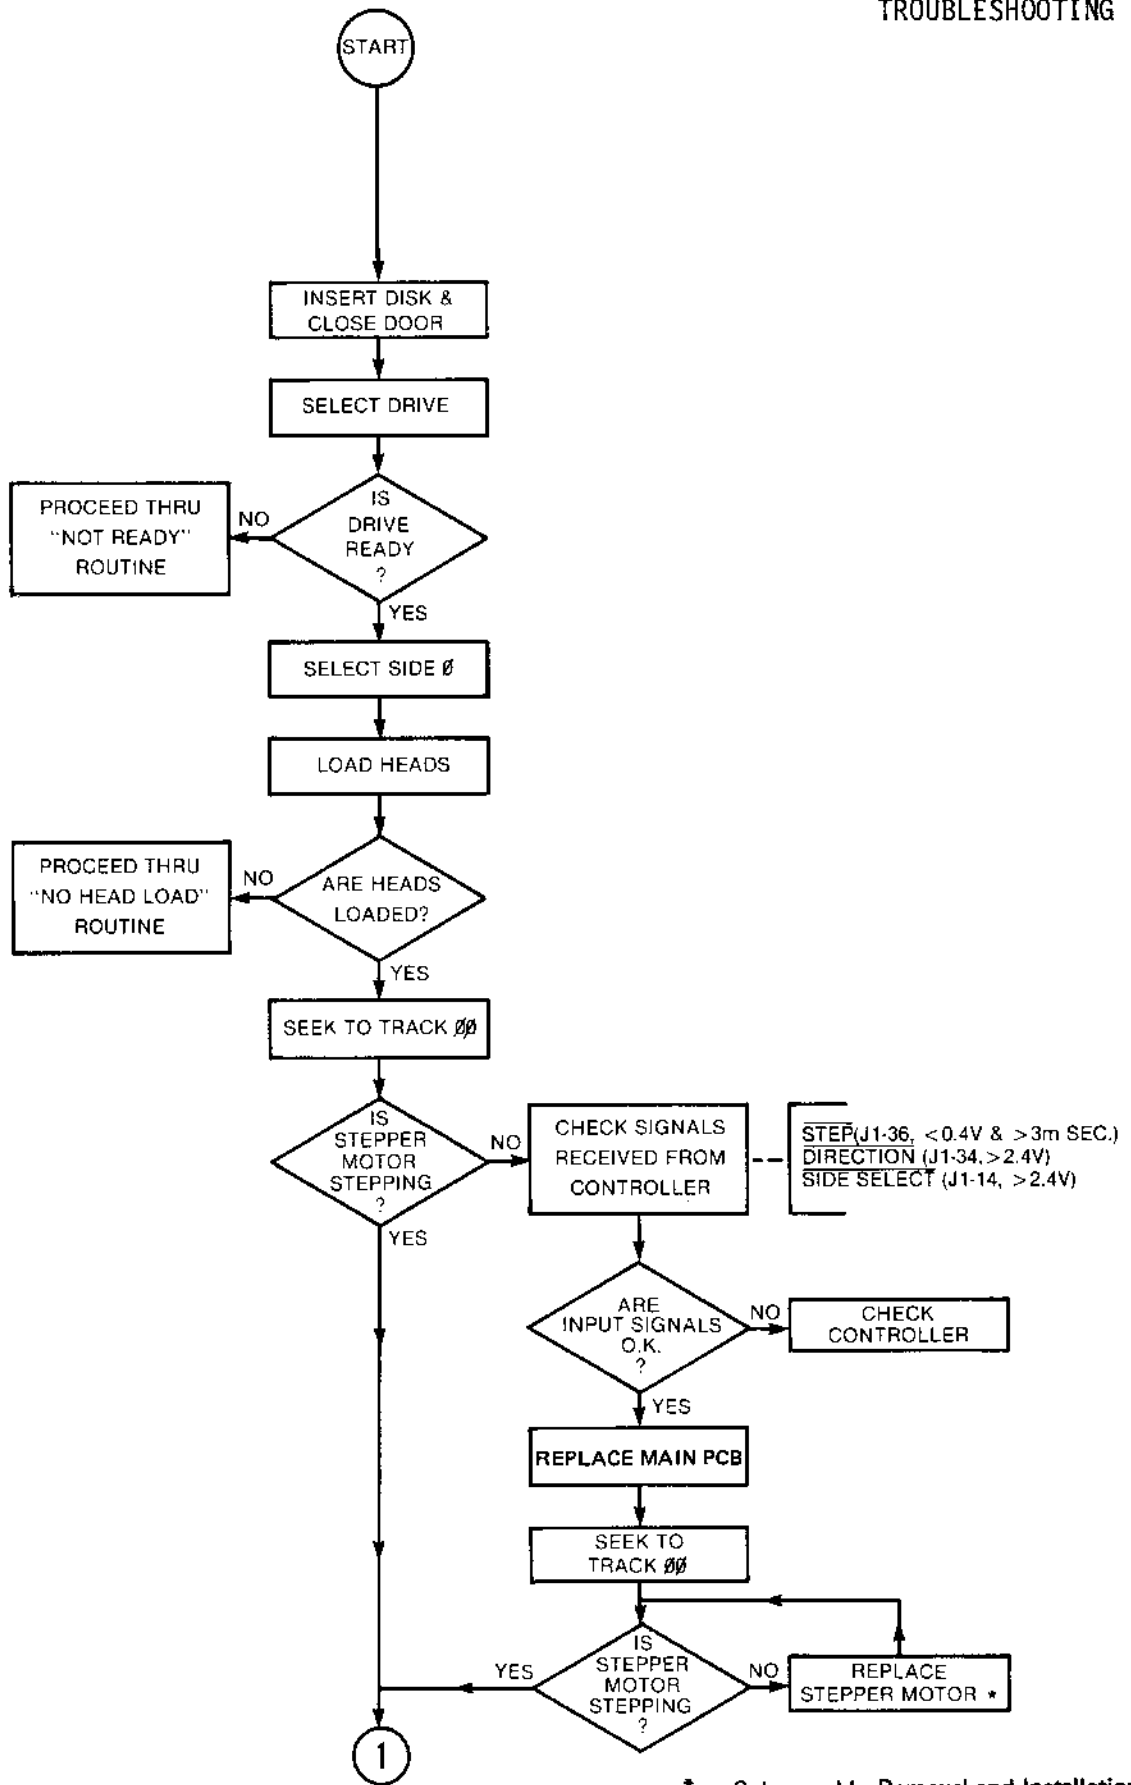 TROUBLESHOOTING
START
INSERT DISK &
CLOSE DOOR
SELECT DRIVE
IS
DRIVE
READY
?
NO
PROCEED THRU
"NOT READY"
ROUTINE
YES
SELECT SIDE Ø
LOAD HEADS
ARE HEADS
LOADED?
NO
PROCEED THRU
"NO HEAD LOAD"
ROUTINE
YES
SEEK TO TRACK ØØ
IS
STEPPER
MOTOR
STEPPING
?
NO
CHECK SIGNALS
RECEIVED FROM
CONTROLLER
STEP(J1-36, <0.4V & >3m SEC.)
DIRECTION (J1-34,>2.4V)
SIDE SELECT (J1-14, >2.4V)
YES
ARE
INPUT SIGNALS
O.K.
?
NO
CHECK
CONTROLLER
YES
REPLACE MAIN PCB
SEEK TO
TRACK ØØ
IS
STEPPER
MOTOR
STEPPING
?
YES
NO
REPLACE
STEPPER MOTOR *
1
Removal and Installation